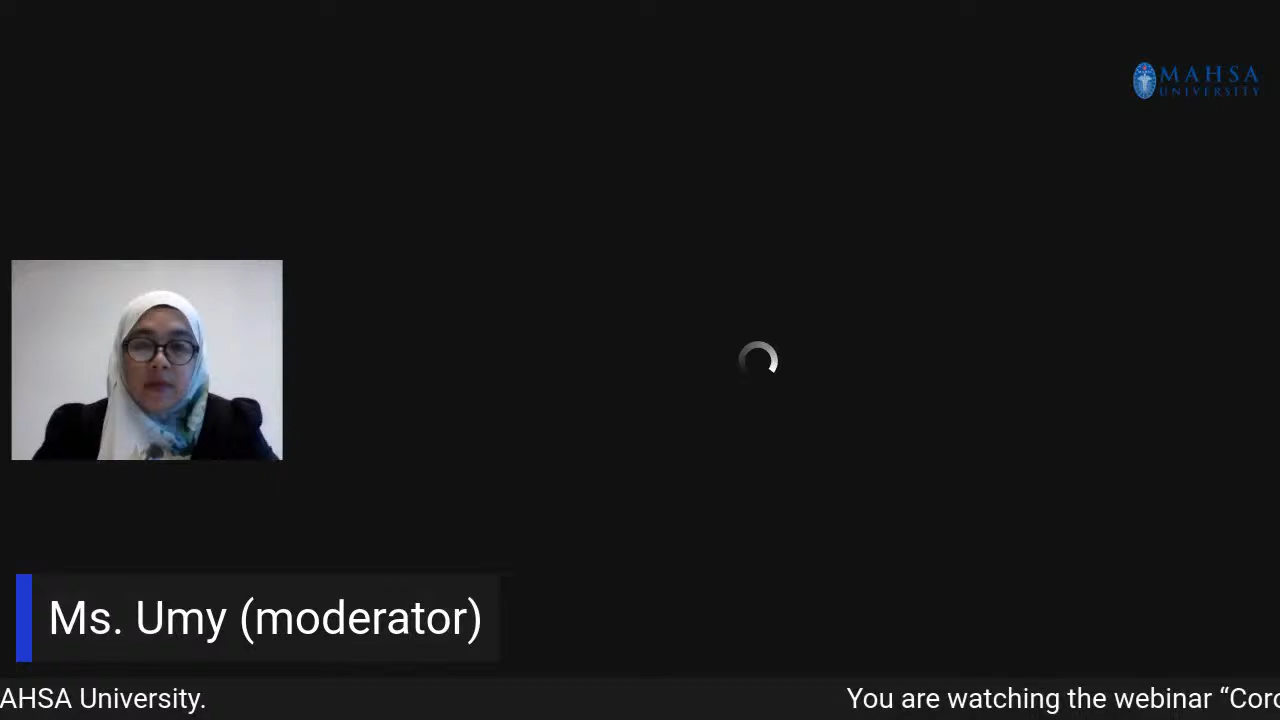 MAHSA
UNIVERSITY
Ms. Umy (moderator)
AHSA University. You are watching the webinar “Coro